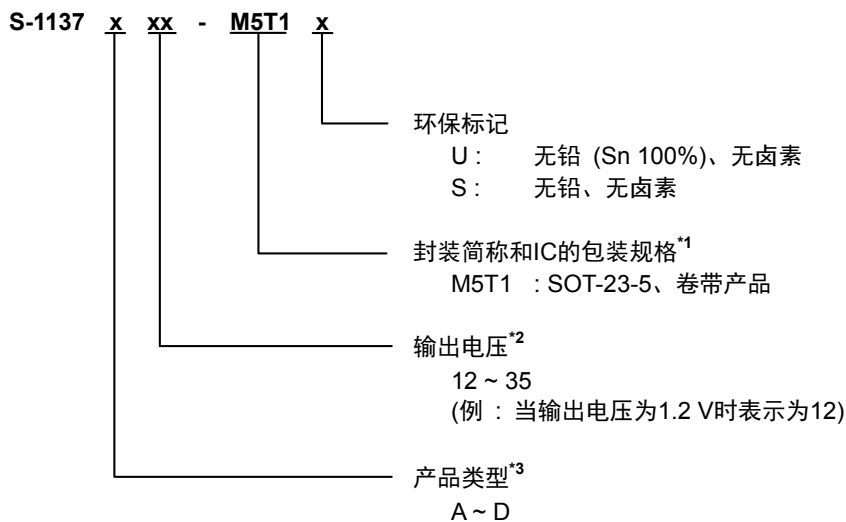 S-1137 x xx - M5T1 x
环保标记
U : 无铅 (Sn 100%)、无卤素
S : 无铅、无卤素
封装简称和IC的包装规格*1
M5T1 : SOT-23-5、卷带产品
输出电压*2
12 ~ 35
(例 : 当输出电压为1.2 V时表示为12)
产品类型*3
A ~ D